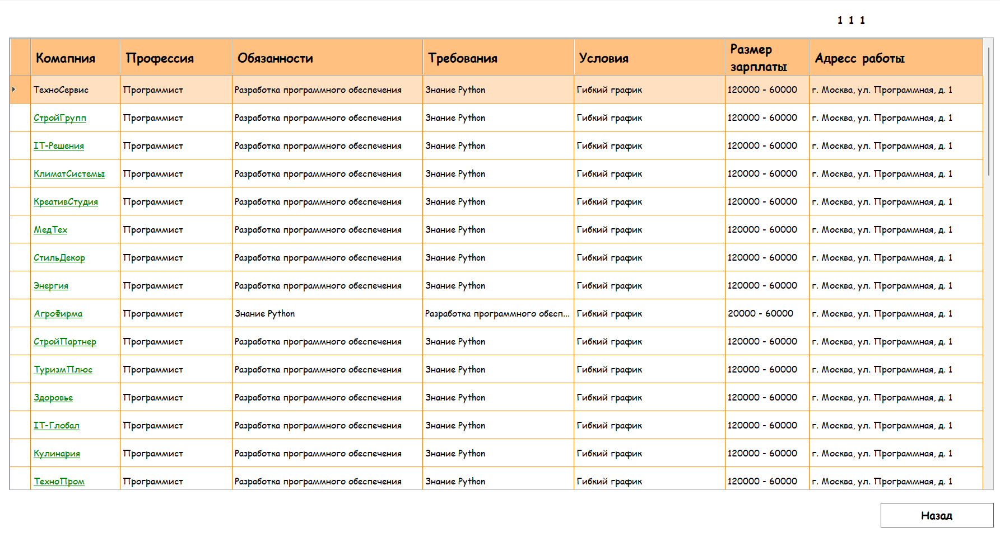 1 1 1
Комапния Профессия Обязанности Требования Условия Размер зарплаты Адресс работы
ТехноСервис Программист Разработка программного обеспечения Знание Python Гибкий график 120000 - 60000 г. Москва, ул. Программная, д. 1
СтройГрупп Программист Разработка программного обеспечения Знание Python Гибкий график 120000 - 60000 г. Москва, ул. Программная, д. 1
IT-Решения Программист Разработка программного обеспечения Знание Python Гибкий график 120000 - 60000 г. Москва, ул. Программная, д. 1
КлиматСистемы Программист Разработка программного обеспечения Знание Python Гибкий график 120000 - 60000 г. Москва, ул. Программная, д. 1
КреативСтудия Программист Разработка программного обеспечения Знание Python Гибкий график 120000 - 60000 г. Москва, ул. Программная, д. 1
МедТех Программист Разработка программного обеспечения Знание Python Гибкий график 120000 - 60000 г. Москва, ул. Программная, д. 1
СтильДекор Программист Разработка программного обеспечения Знание Python Гибкий график 120000 - 60000 г. Москва, ул. Программная, д. 1
Энергия Программист Разработка программного обеспечения Знание Python Гибкий график 120000 - 60000 г. Москва, ул. Программная, д. 1
АгроФирма Программист Знание Python Разработка программного обесп... Гибкий график 20000 - 60000 г. Москва, ул. Программная, д. 1
СтройПартнер Программист Разработка программного обеспечения Знание Python Гибкий график 120000 - 60000 г. Москва, ул. Программная, д. 1
ТуризмПлюс Программист Разработка программного обеспечения Знание Python Гибкий график 120000 - 60000 г. Москва, ул. Программная, д. 1
Здоровье Программист Разработка программного обеспечения Знание Python Гибкий график 120000 - 60000 г. Москва, ул. Программная, д. 1
IT-Глобал Программист Разработка программного обеспечения Знание Python Гибкий график 120000 - 60000 г. Москва, ул. Программная, д. 1
Кулинария Программист Разработка программного обеспечения Знание Python Гибкий график 120000 - 60000 г. Москва, ул. Программная, д. 1
ТехноПром Программист Разработка программного обеспечения Знание Python Гибкий график 120000 - 60000 г. Москва, ул. Программная, д. 1
Назад